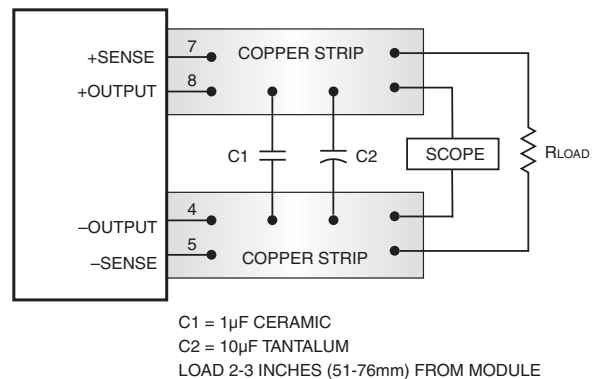 +SENSE 7 COPPER STRIP
+OUTPUT 8
C1 C2 SCOPE RLOAD
–OUTPUT 4
–SENSE 5 COPPER STRIP
C1 = 1µF CERAMIC
C2 = 10µF TANTALUM
LOAD 2-3 INCHES (51-76mm) FROM MODULE